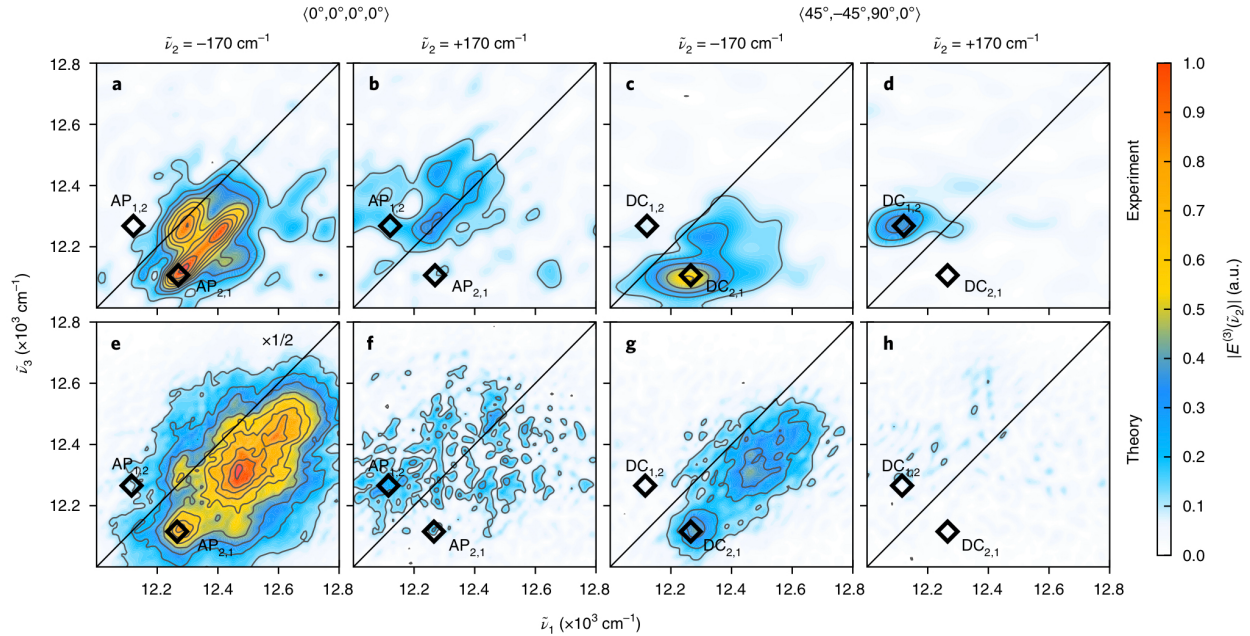 ⟨0°,0°,0°,0°⟩ ⟨45°,–45°,90°,0°⟩
ν̃₂ = –170 cm⁻¹ ν̃₂ = +170 cm⁻¹ ν̃₂ = –170 cm⁻¹ ν̃₂ = +170 cm⁻¹
12.8 a b c d 1.0
12.6 0.9
12.4 0.8
AP₁,₂ AP₁,₂ DC₁,₂ DC₁,₂ Experiment
12.2 0.7
AP₂,₁ AP₂,₁ DC₂,₁ DC₂,₁ 0.6
ν̃₃ (×10³ cm⁻¹) |E⁽³⁾(ν̃₂)| (a.u.)
12.8 e ×1/2 f g h 0.5
12.6 0.4
12.4 0.3
AP₁,₂ AP₁,₂ DC₁,₂ DC₁,₂ Theory
12.2 0.2
AP₂,₁ AP₂,₁ DC₂,₁ DC₂,₁ 0.1
0.0
12.2 12.4 12.6 12.8 12.2 12.4 12.6 12.8 12.2 12.4 12.6 12.8 12.2 12.4 12.6 12.8
ν̃₁ (×10³ cm⁻¹)